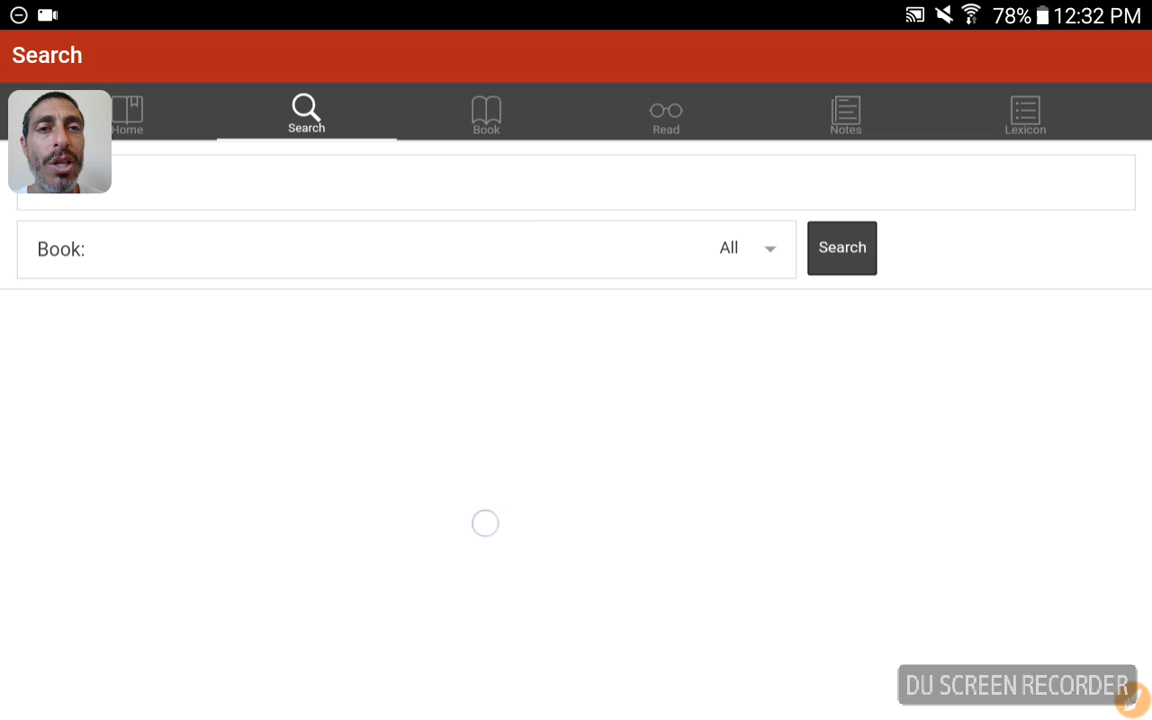 78% 12:32 PM
Search
Home Search Book Read Notes Lexicon
Book: All Search
DU SCREEN RECORDER